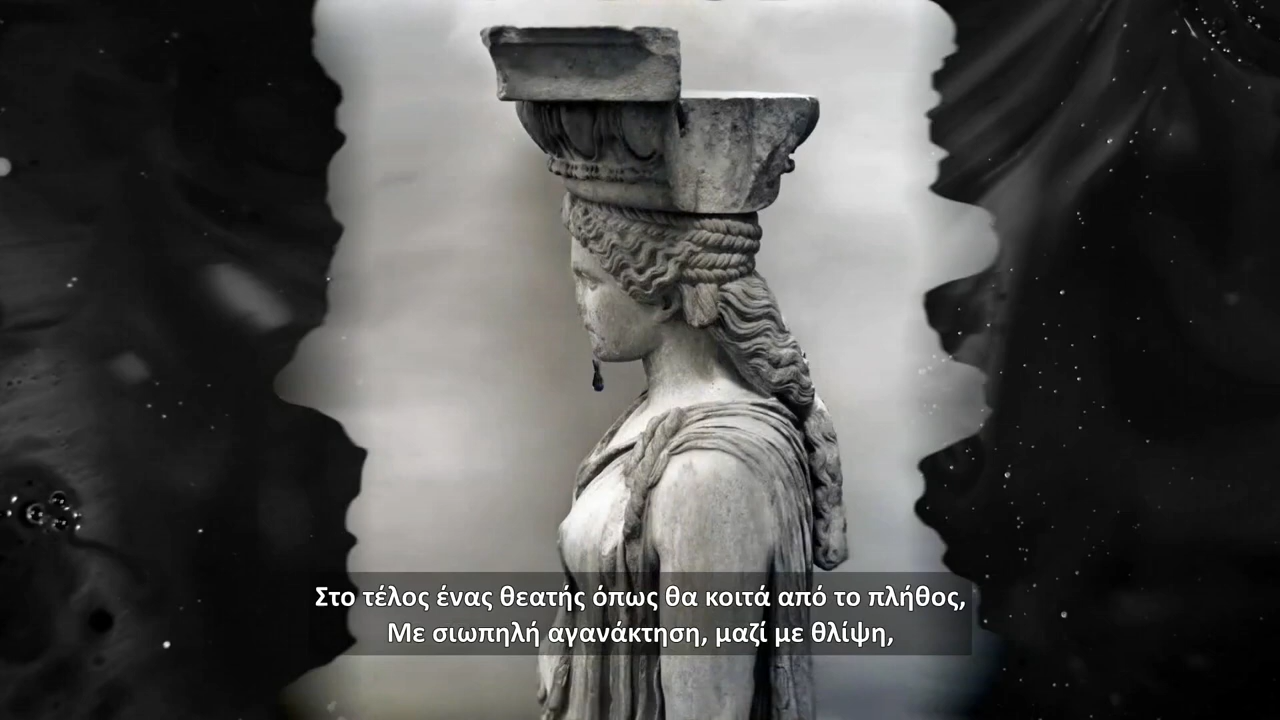 Στο τέλος ένας θεατής όπως θα κοιτά από το πλήθος,
Με σιωπηλή αγανάκτηση, μαζί με θλίψη,